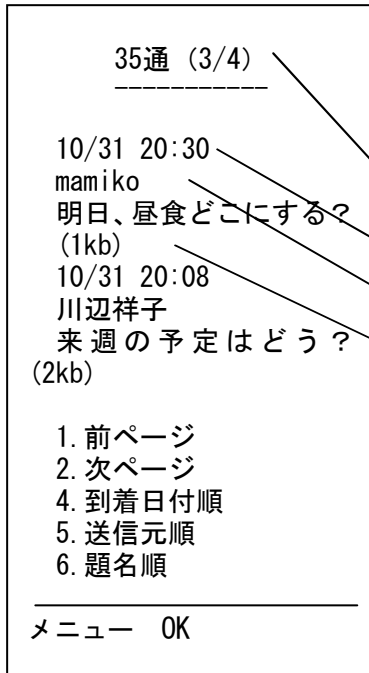 35通 (3/4)
-----------
10/31 20:30
mamiko
明日、昼食どこにする?
(1kb)
10/31 20:08
川辺祥子
来週の予定はどう?
(2kb)
1.前ページ
2.次ページ
4.到着日付順
5.送信元順
6.題名順
メニュー OK